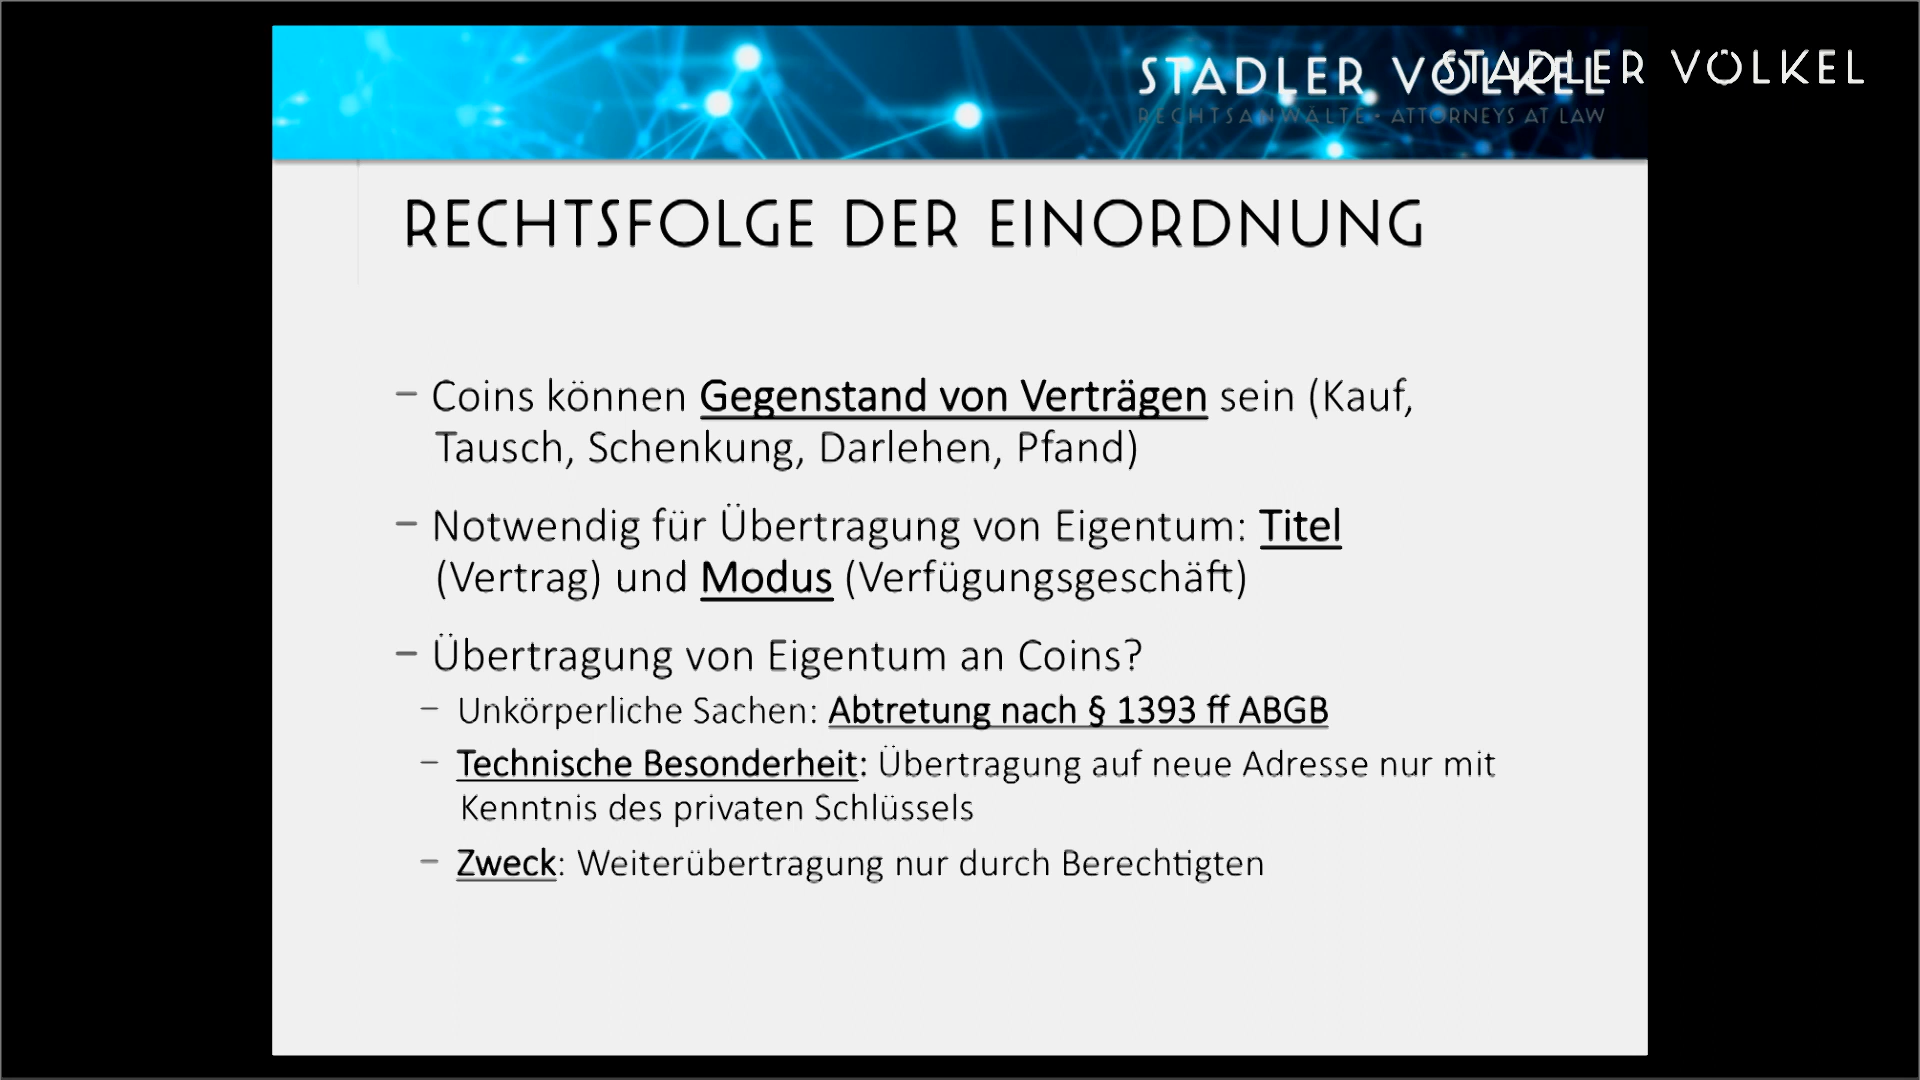 STADLER VÖLKEL
STADLER VÖLKEL
RECHTSANWÄLTE · ATTORNEYS AT LAW
RECHTSFOLGE DER EINORDNUNG
– Coins können Gegenstand von Verträgen sein (Kauf,
Tausch, Schenkung, Darlehen, Pfand)
– Notwendig für Übertragung von Eigentum: Titel
(Vertrag) und Modus (Verfügungsgeschäft)
– Übertragung von Eigentum an Coins?
– Unkörperliche Sachen: Abtretung nach § 1393 ff ABGB
– Technische Besonderheit: Übertragung auf neue Adresse nur mit
Kenntnis des privaten Schlüssels
– Zweck: Weiterübertragung nur durch Berechtigten